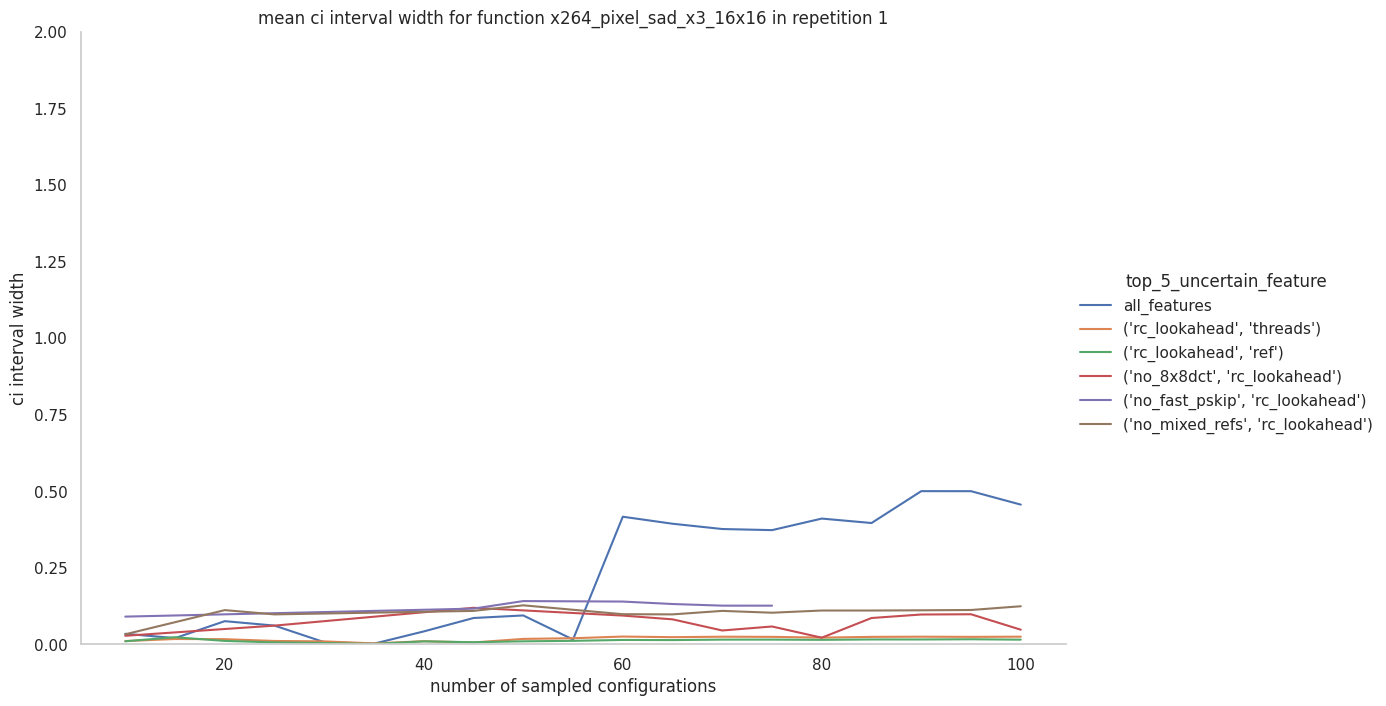 mean ci interval width for function x264_pixel_sad_x3_16x16 in repetition 1
2.00
1.75
1.50
1.25
1.00
0.75
0.50
0.25
0.00
ci interval width
20
40
60
80
100
number of sampled configurations
top_5_uncertain_feature
all_features
('rc_lookahead', 'threads')
('rc_lookahead', 'ref')
('no_8x8dct', 'rc_lookahead')
('no_fast_pskip', 'rc_lookahead')
('no_mixed_refs', 'rc_lookahead')